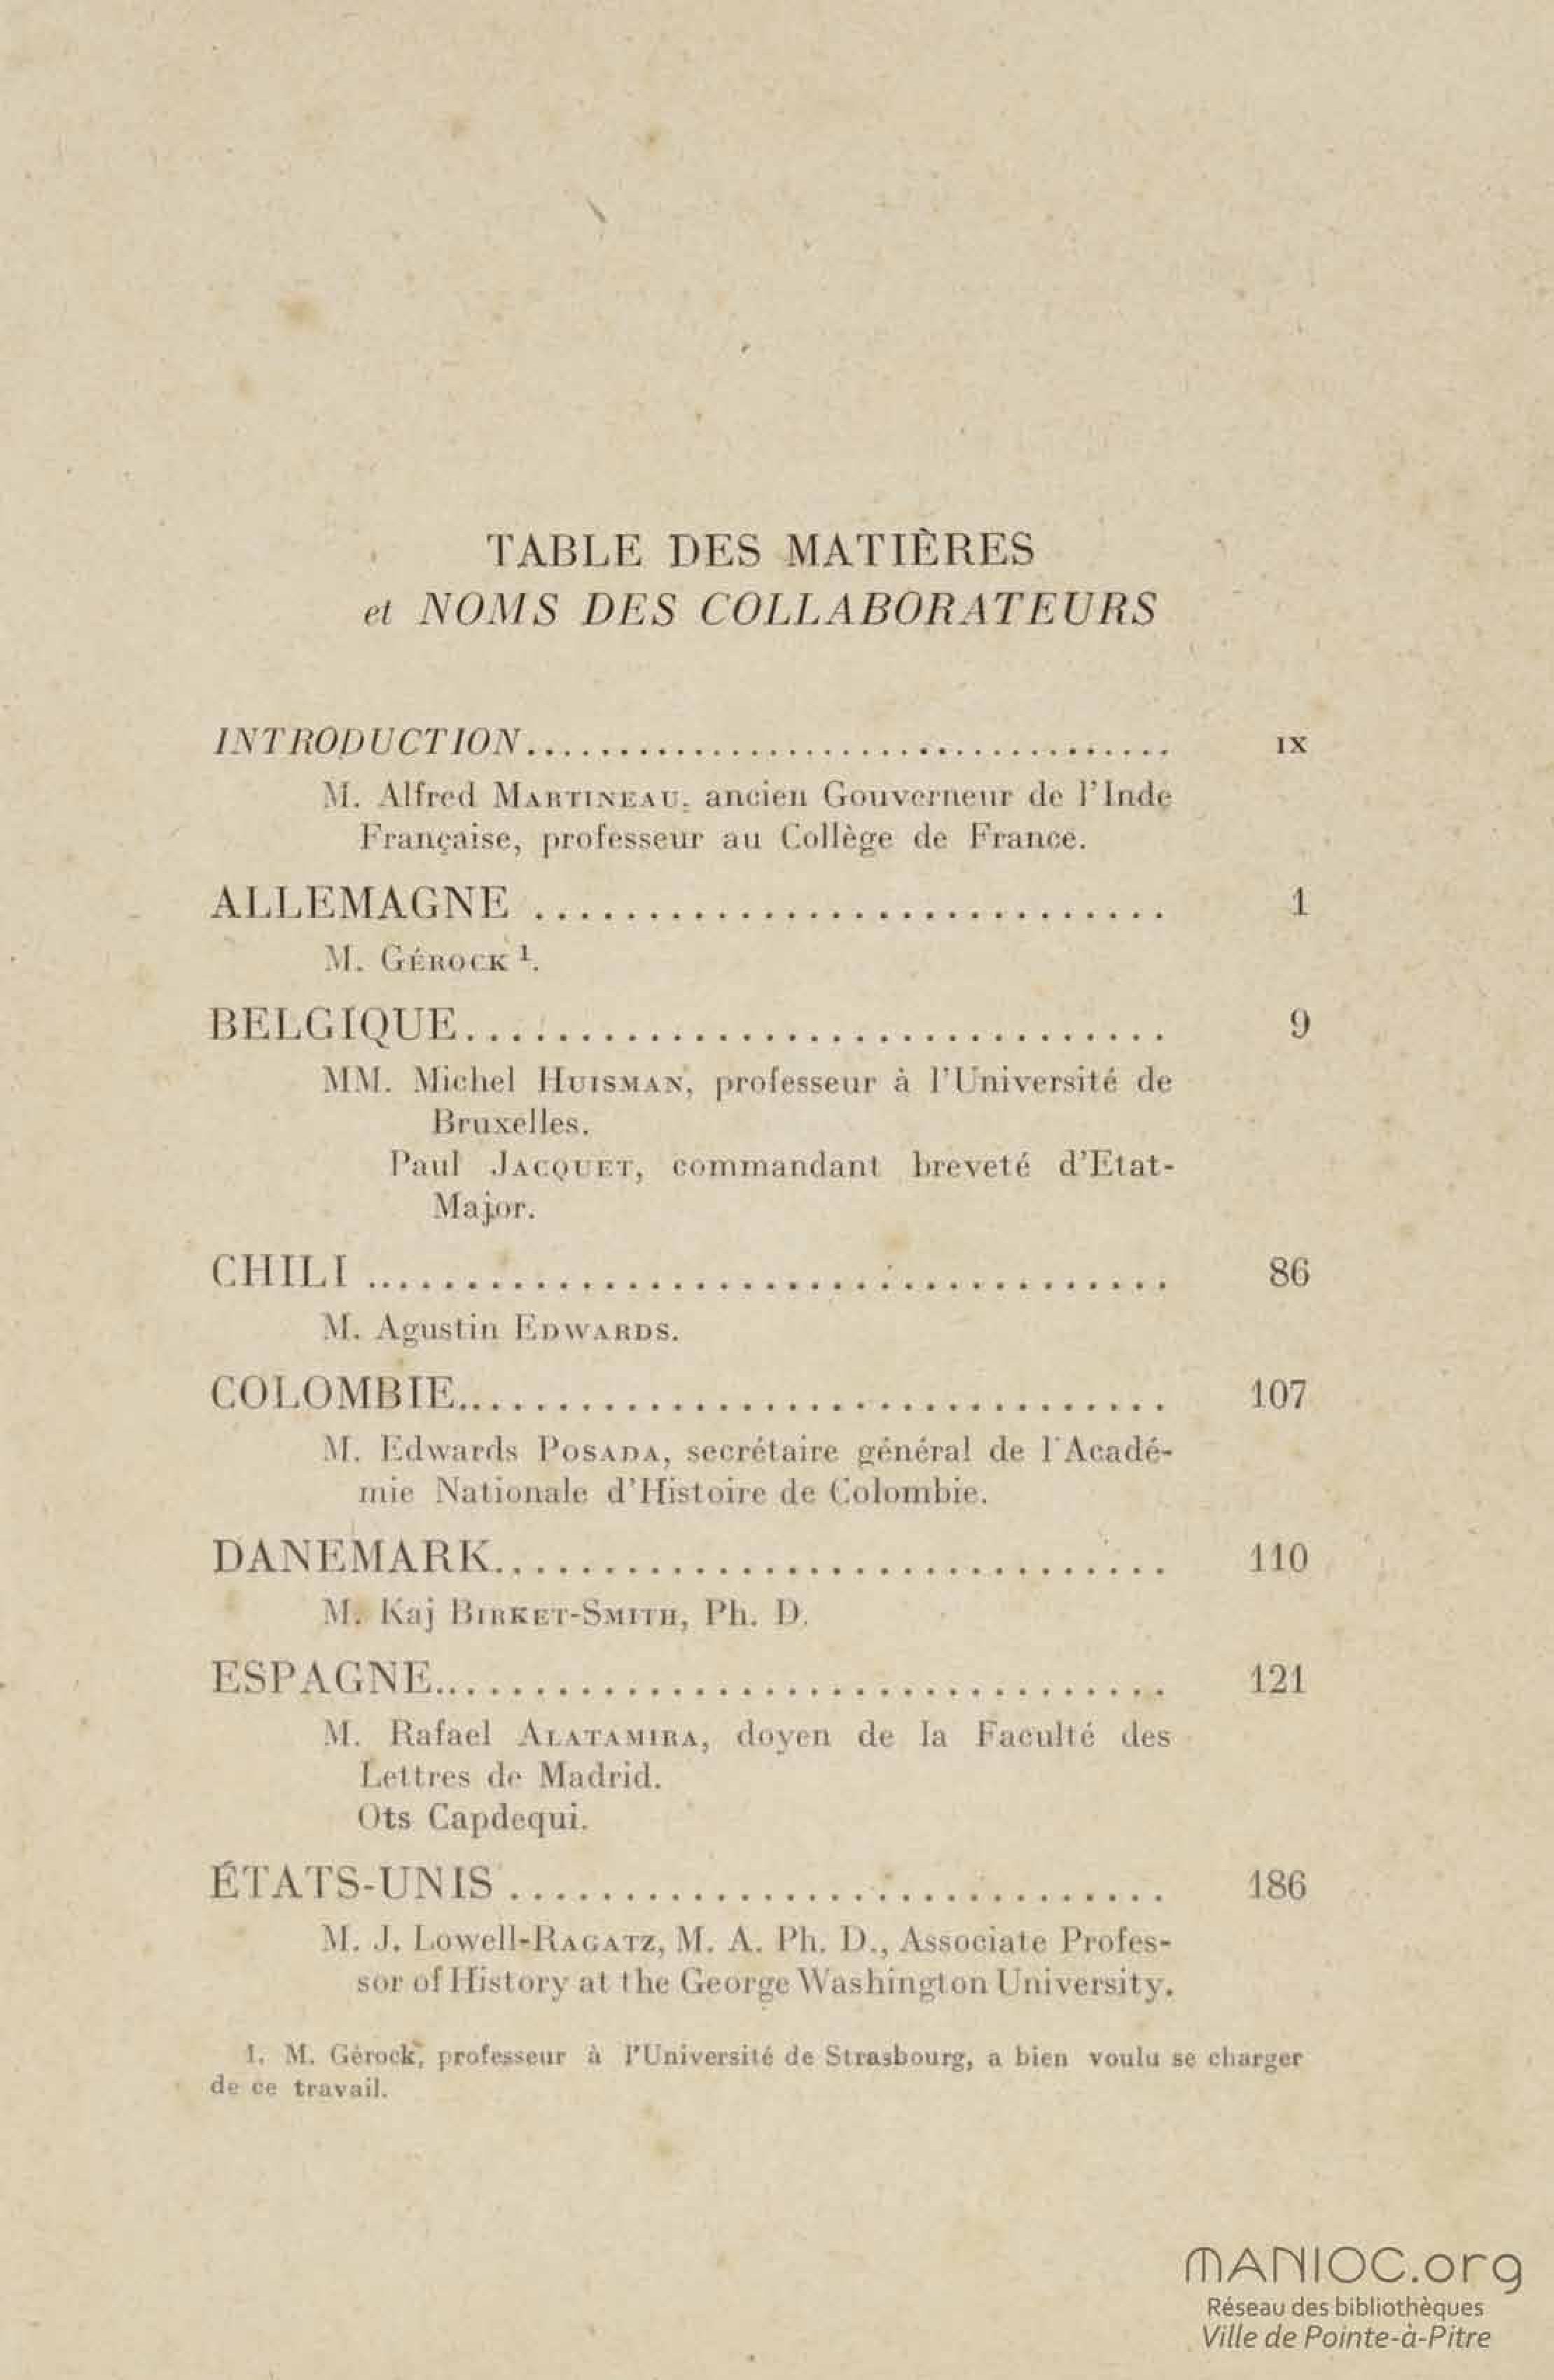 TABLE DES MATIÈRES
et NOMS DES COLLABORATEURS
INTRODUCTION.................................. IX
M. Alfred MARTINEAU, ancien Gouverneur de l'Inde
Française, professeur au Collège de France.
ALLEMAGNE ............................ 1
M. GÉROCK ¹.
BELGIQUE............................... 9
MM. Michel HUISMAN, professeur à l'Université de
Bruxelles.
Paul JACQUET, commandant breveté d'Etat-
Major.
CHILI ................................... 86
M. Agustin EDWARDS.
COLOMBIE............................... 107
M. Edwards POSADA, secrétaire général de l'Acadé-
mie Nationale d'Histoire de Colombie.
DANEMARK.............................. 110
M. Kaj BIRKET-SMITH, Ph. D.
ESPAGNE................................ 121
M. Rafael ALATAMIRA, doyen de la Faculté des
Lettres de Madrid.
Ots Capdequi.
ÉTATS-UNIS ............................. 186
M. J. Lowell-RAGATZ, M. A. Ph. D., Associate Profes-
sor of History at the George Washington University.
1. M. Gérock, professeur à l'Université de Strasbourg, a bien voulu se charger
de ce travail.
MANIOC.org
Réseau des bibliothèques
Ville de Pointe-à-Pitre